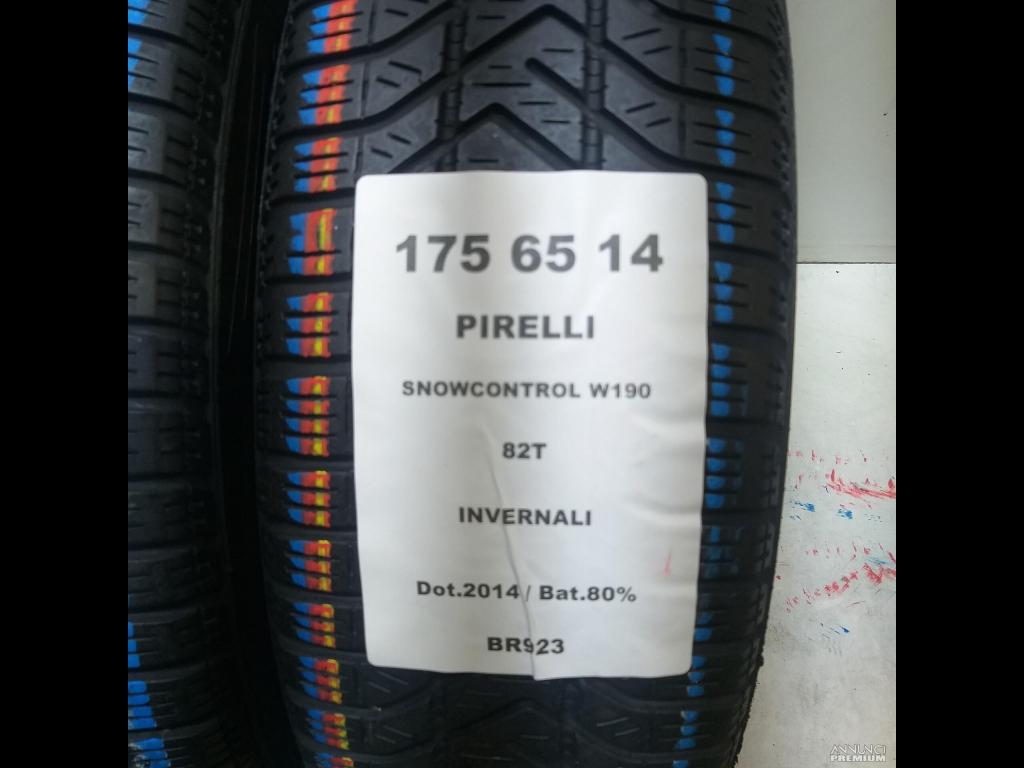 175 65 14
PIRELLI
SNOWCONTROL W190
82T
INVERNALI
Dot.2014 / Bat.80%
BR923
ANNUNCI
PREMIUM